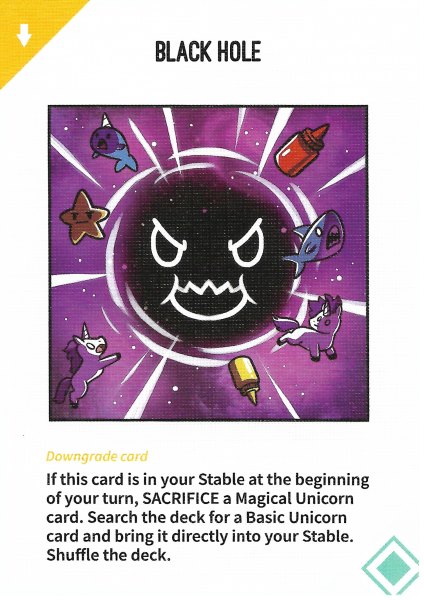 BLACK HOLE
Downgrade card
If this card is in your Stable at the beginning
of your turn, SACRIFICE a Magical Unicorn
card. Search the deck for a Basic Unicorn
card and bring it directly into your Stable.
Shuffle the deck.